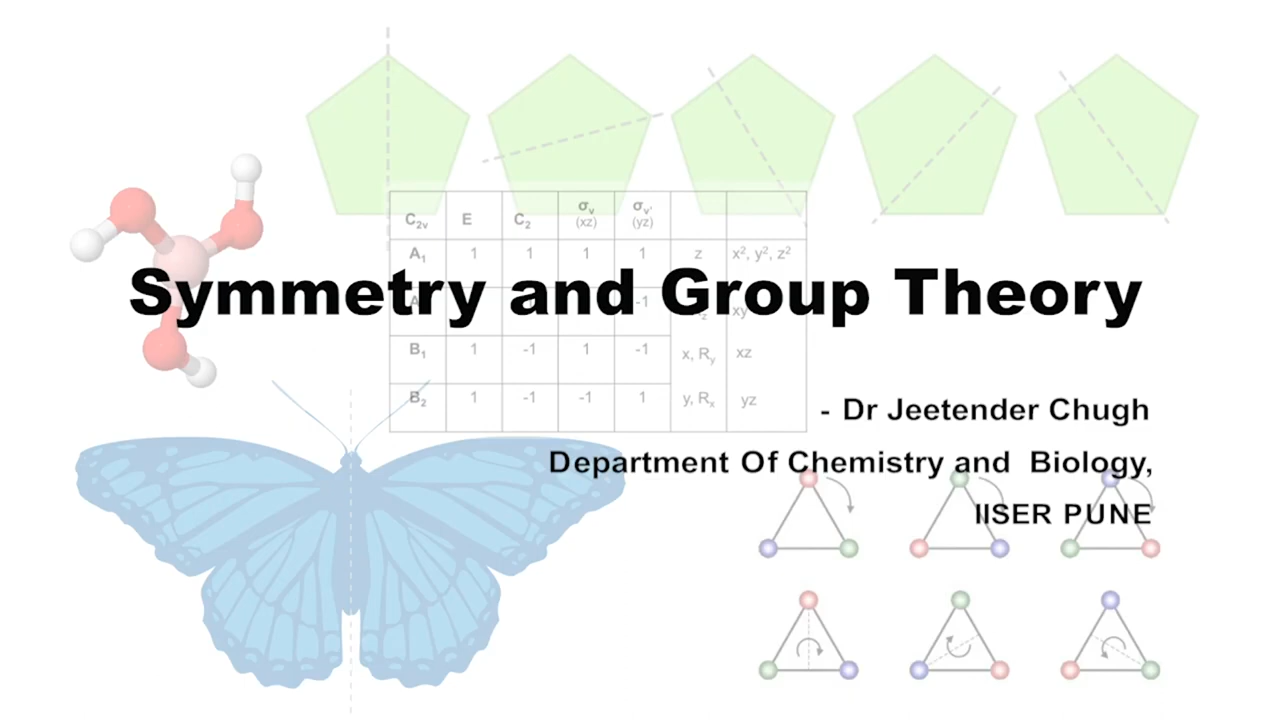 C2v E C2 σv (xz) σv' (yz)
A1 1 1 1 1 z x², y², z²
Symmetry and Group Theory
-1 xy
B1 1 -1 1 -1 x, Ry xz
B2 1 -1 -1 1 y, Rx yz
- Dr Jeetender Chugh
Department Of Chemistry and Biology,
IISER PUNE